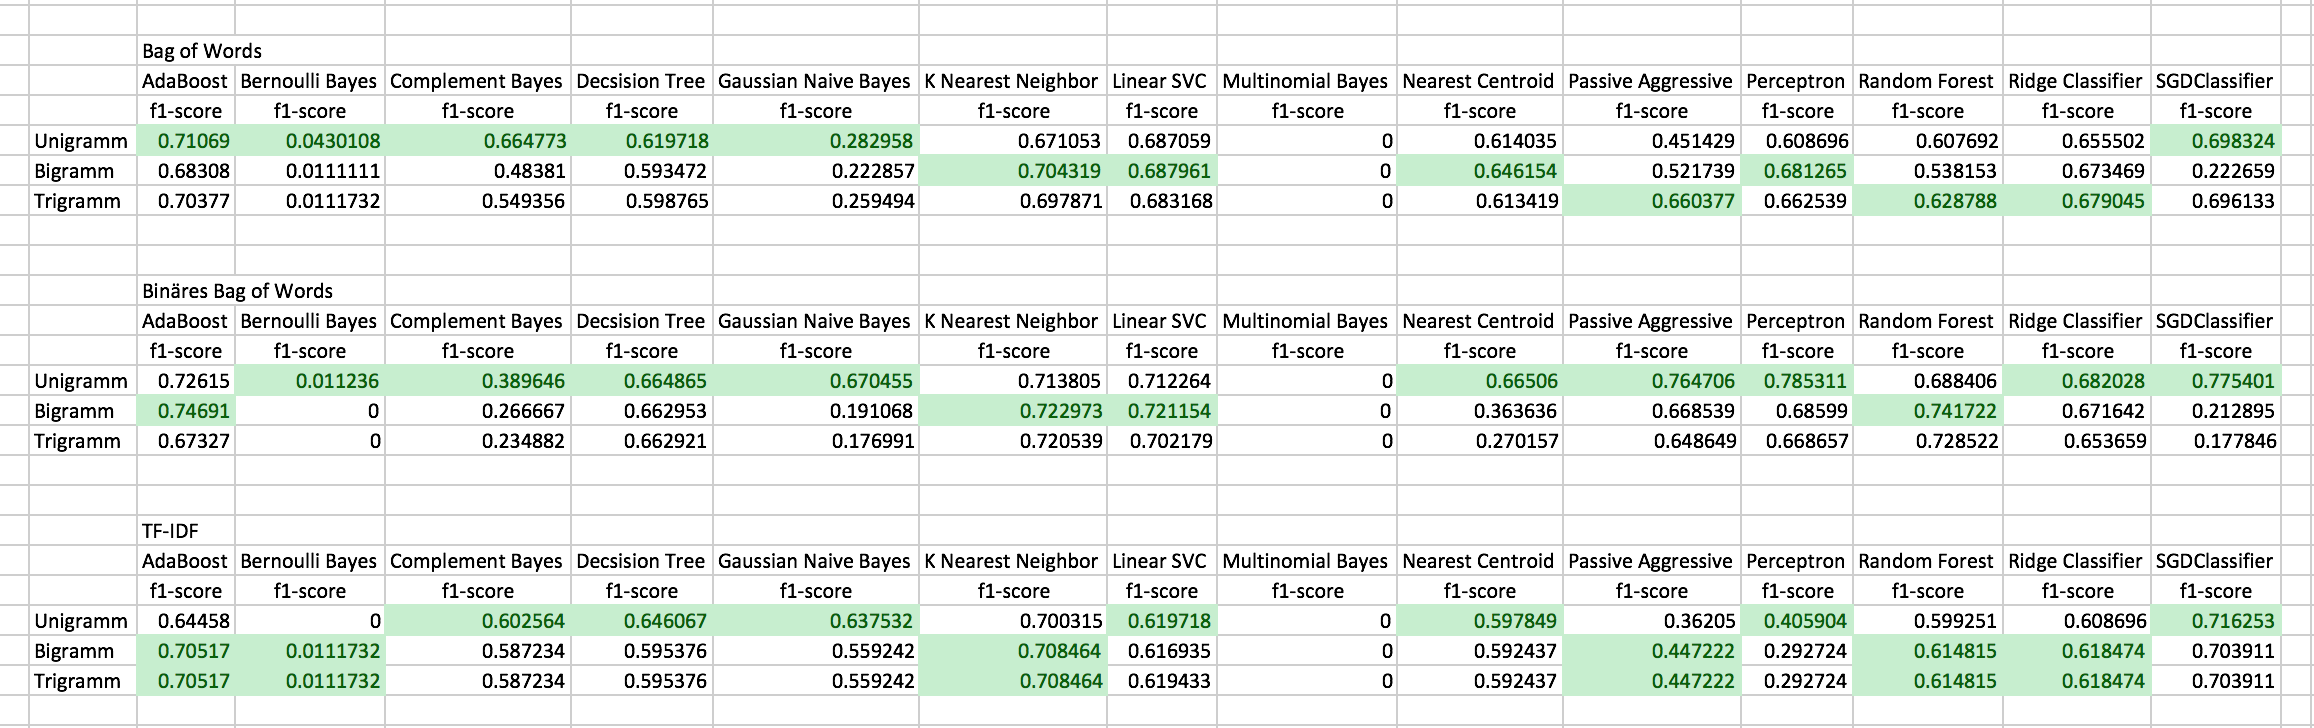 Bag of Words
AdaBoost Bernoulli Bayes Complement Bayes Decsision Tree Gaussian Naive Bayes K Nearest Neighbor Linear SVC Multinomial Bayes Nearest Centroid Passive Aggressive Perceptron Random Forest Ridge Classifier SGDClassifier
f1-score f1-score f1-score f1-score f1-score f1-score f1-score f1-score f1-score f1-score f1-score f1-score f1-score f1-score
Unigramm 0.71069 0.0430108 0.664773 0.619718 0.282958 0.671053 0.687059 0 0.614035 0.451429 0.608696 0.607692 0.655502 0.698324
Bigramm 0.68308 0.0111111 0.48381 0.593472 0.222857 0.704319 0.687961 0 0.646154 0.521739 0.681265 0.538153 0.673469 0.222659
Trigramm 0.70377 0.0111732 0.549356 0.598765 0.259494 0.697871 0.683168 0 0.613419 0.660377 0.662539 0.628788 0.679045 0.696133
Binäres Bag of Words
AdaBoost Bernoulli Bayes Complement Bayes Decsision Tree Gaussian Naive Bayes K Nearest Neighbor Linear SVC Multinomial Bayes Nearest Centroid Passive Aggressive Perceptron Random Forest Ridge Classifier SGDClassifier
f1-score f1-score f1-score f1-score f1-score f1-score f1-score f1-score f1-score f1-score f1-score f1-score f1-score f1-score
Unigramm 0.72615 0.011236 0.389646 0.664865 0.670455 0.713805 0.712264 0 0.66506 0.764706 0.785311 0.688406 0.682028 0.775401
Bigramm 0.74691 0 0.266667 0.662953 0.191068 0.722973 0.721154 0 0.363636 0.668539 0.68599 0.741722 0.671642 0.212895
Trigramm 0.67327 0 0.234882 0.662921 0.176991 0.720539 0.702179 0 0.270157 0.648649 0.668657 0.728522 0.653659 0.177846
TF-IDF
AdaBoost Bernoulli Bayes Complement Bayes Decsision Tree Gaussian Naive Bayes K Nearest Neighbor Linear SVC Multinomial Bayes Nearest Centroid Passive Aggressive Perceptron Random Forest Ridge Classifier SGDClassifier
f1-score f1-score f1-score f1-score f1-score f1-score f1-score f1-score f1-score f1-score f1-score f1-score f1-score f1-score
Unigramm 0.64458 0 0.602564 0.646067 0.637532 0.700315 0.619718 0 0.597849 0.36205 0.405904 0.599251 0.608696 0.716253
Bigramm 0.70517 0.0111732 0.587234 0.595376 0.559242 0.708464 0.616935 0 0.592437 0.447222 0.292724 0.614815 0.618474 0.703911
Trigramm 0.70517 0.0111732 0.587234 0.595376 0.559242 0.708464 0.619433 0 0.592437 0.447222 0.292724 0.614815 0.618474 0.703911